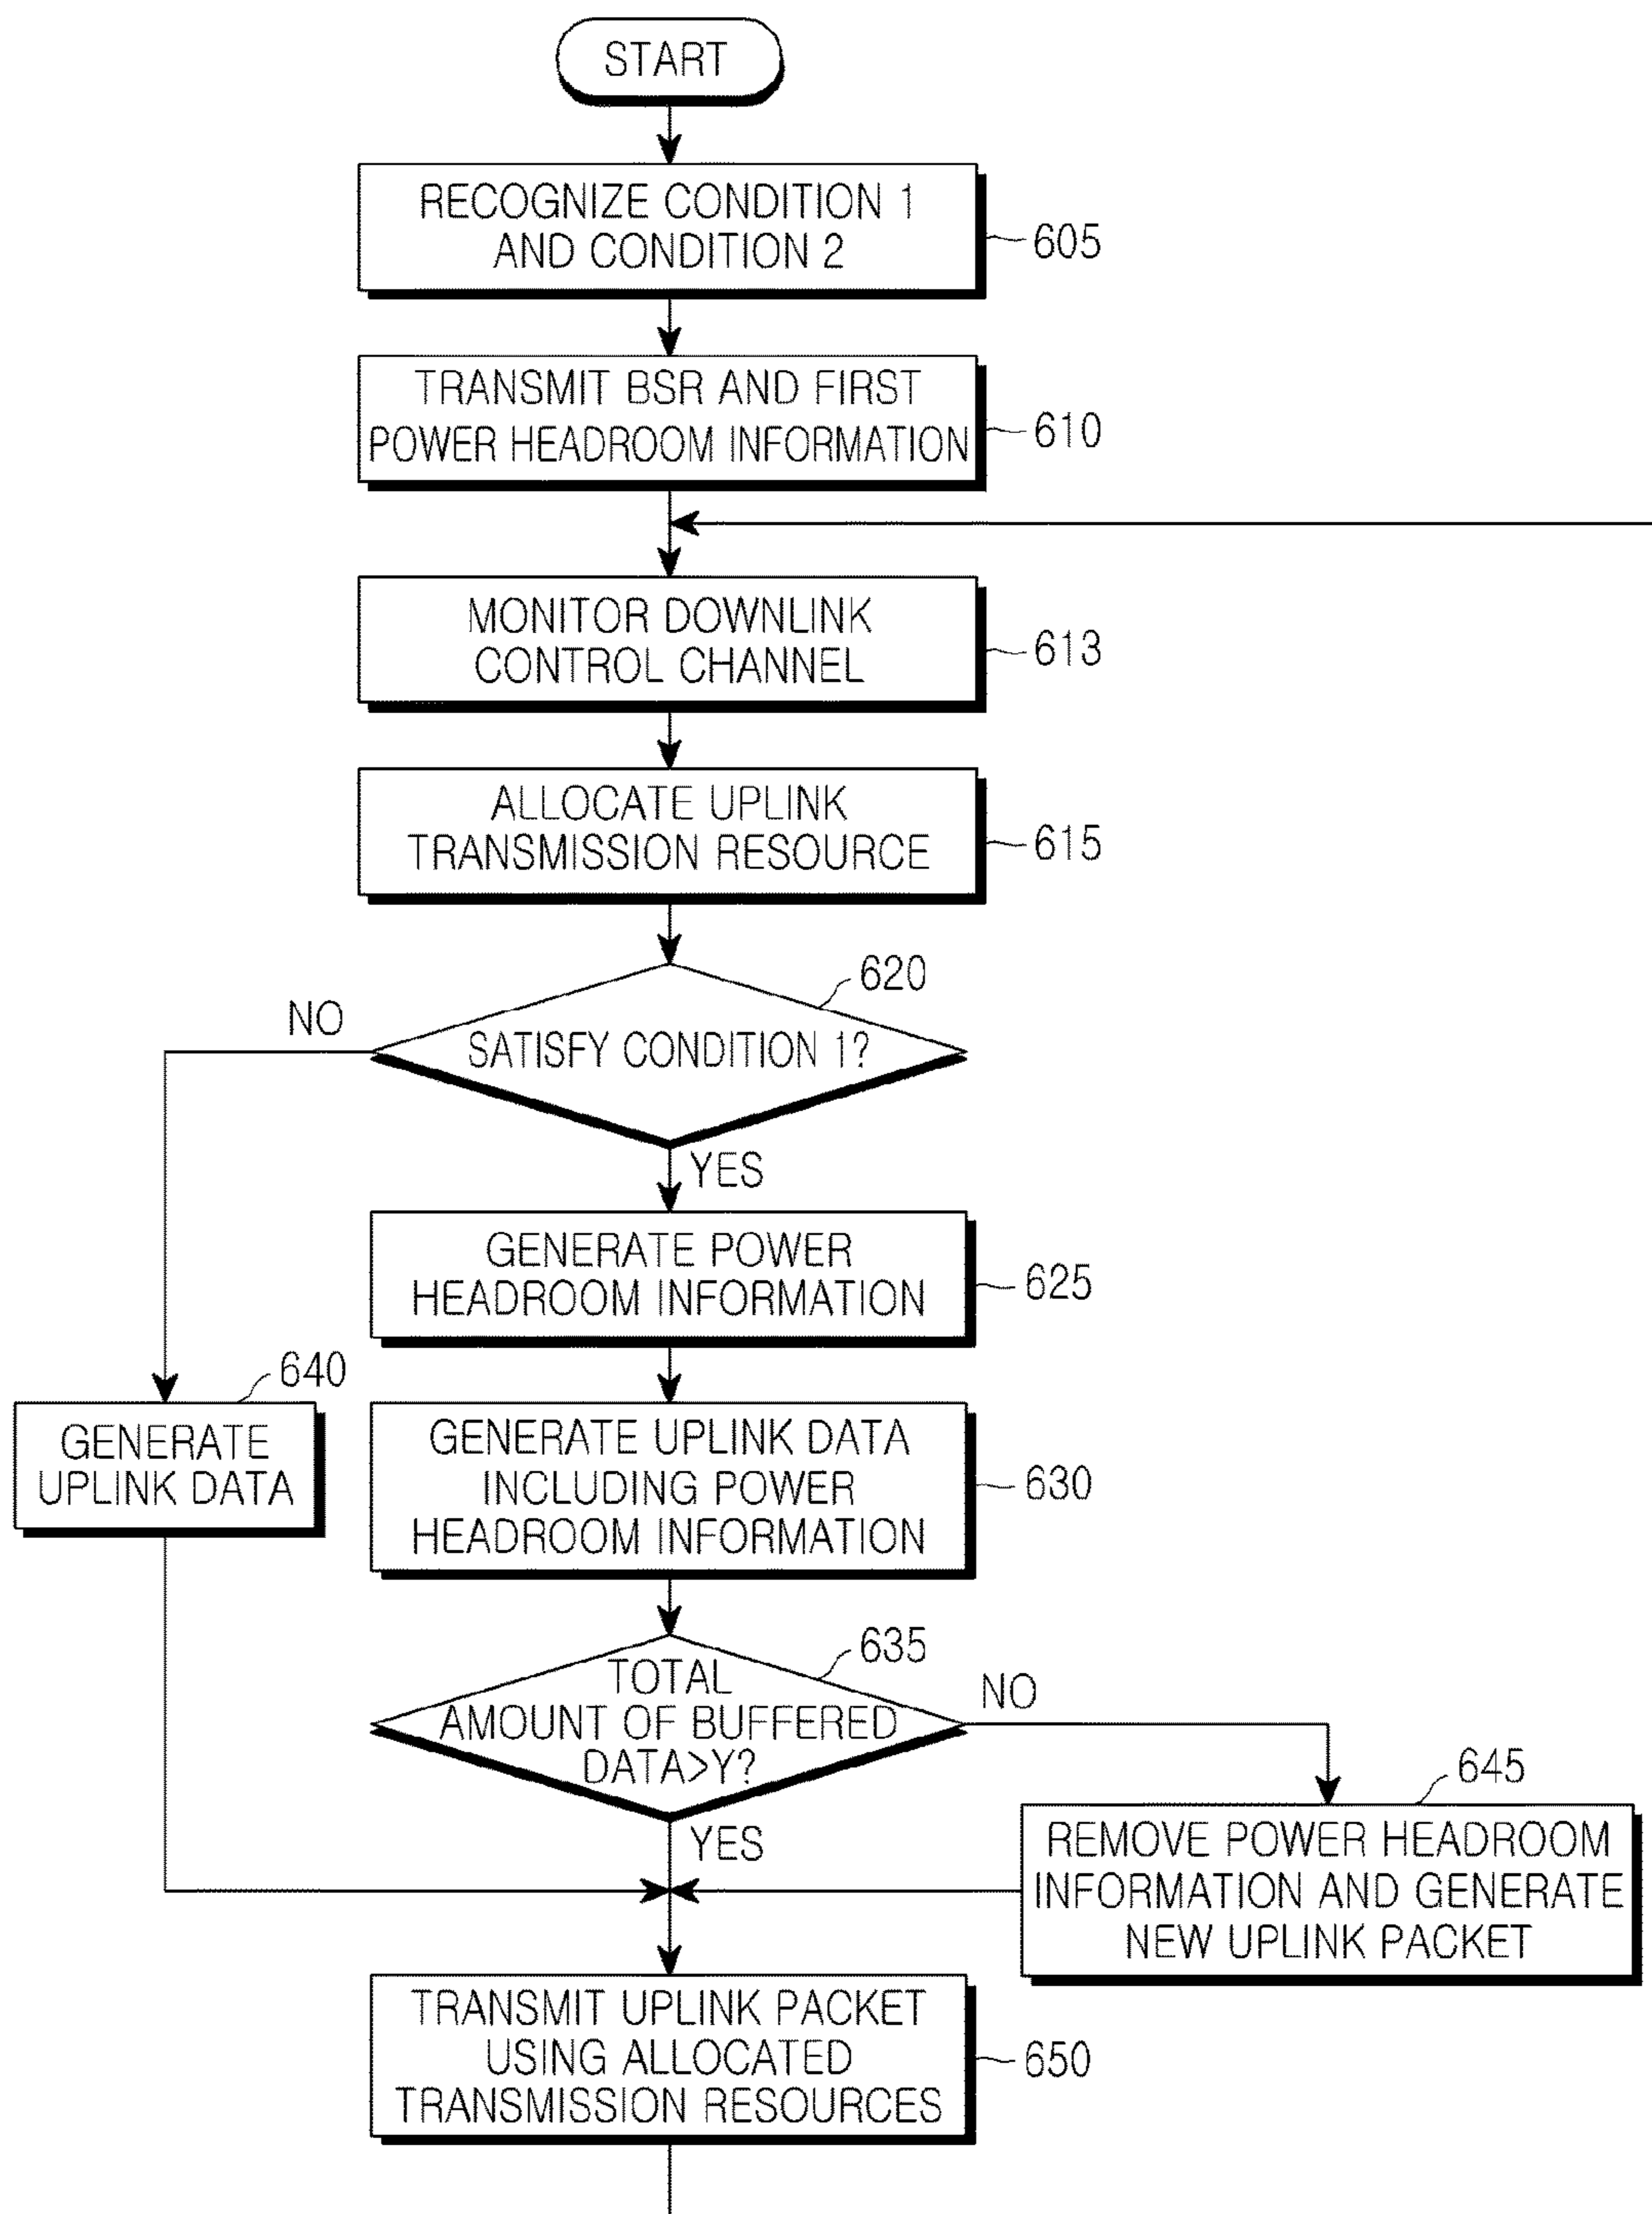 START
RECOGNIZE CONDITION 1
AND CONDITION 2
605
TRANSMIT BSR AND FIRST
POWER HEADROOM INFORMATION
610
MONITOR DOWNLINK
CONTROL CHANNEL
613
ALLOCATE UPLINK
TRANSMISSION RESOURCE
615
620
NO
SATISFY CONDITION 1?
YES
GENERATE POWER
HEADROOM INFORMATION
625
640
GENERATE
UPLINK DATA
GENERATE UPLINK DATA
INCLUDING POWER
HEADROOM INFORMATION
630
635
TOTAL
AMOUNT OF BUFFERED
DATA>Y?
NO
YES
645
REMOVE POWER HEADROOM
INFORMATION AND GENERATE
NEW UPLINK PACKET
TRANSMIT UPLINK PACKET
USING ALLOCATED
TRANSMISSION RESOURCES
650